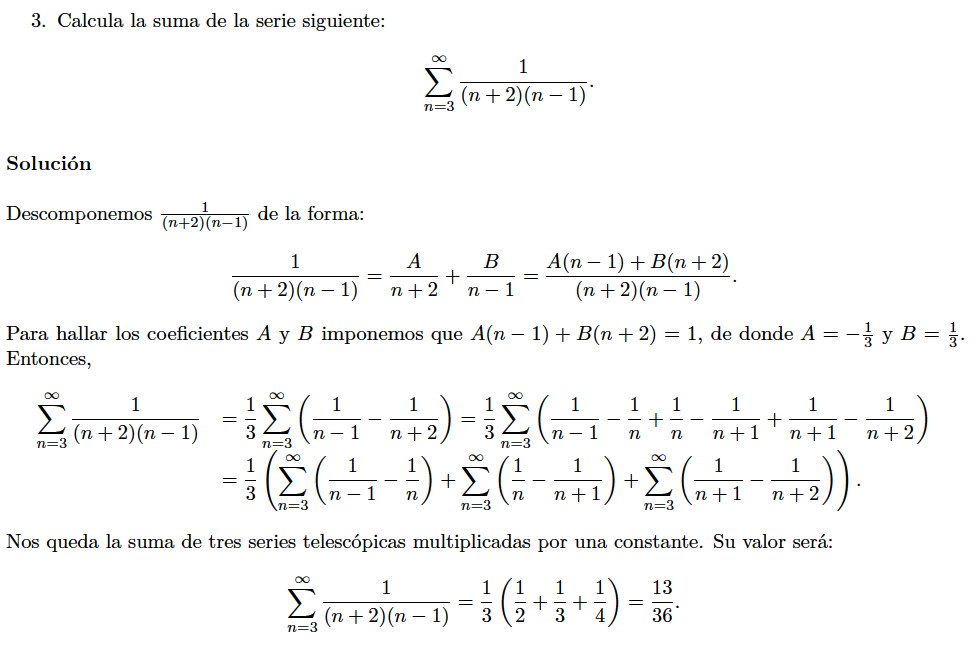 3. Calcula la suma de la serie siguiente:
$$\sum_{n=3}^{\infty} \frac{1}{(n+2)(n-1)}.$$
Solución
Descomponemos $\frac{1}{(n+2)(n-1)}$ de la forma:
$$\frac{1}{(n+2)(n-1)} = \frac{A}{n+2} + \frac{B}{n-1} = \frac{A(n-1)+B(n+2)}{(n+2)(n-1)}.$$
Para hallar los coeficientes $A$ y $B$ imponemos que $A(n-1)+B(n+2)=1$, de donde $A=-\frac{1}{3}$ y $B=\frac{1}{3}$.
Entonces,
$$\sum_{n=3}^{\infty} \frac{1}{(n+2)(n-1)} = \frac{1}{3}\sum_{n=3}^{\infty}\left(\frac{1}{n-1}-\frac{1}{n+2}\right) = \frac{1}{3}\sum_{n=3}^{\infty}\left(\frac{1}{n-1}-\frac{1}{n}+\frac{1}{n}-\frac{1}{n+1}+\frac{1}{n+1}-\frac{1}{n+2}\right)$$
$$= \frac{1}{3}\left(\sum_{n=3}^{\infty}\left(\frac{1}{n-1}-\frac{1}{n}\right)+\sum_{n=3}^{\infty}\left(\frac{1}{n}-\frac{1}{n+1}\right)+\sum_{n=3}^{\infty}\left(\frac{1}{n+1}-\frac{1}{n+2}\right)\right).$$
Nos queda la suma de tres series telescópicas multiplicadas por una constante. Su valor será:
$$\sum_{n=3}^{\infty} \frac{1}{(n+2)(n-1)} = \frac{1}{3}\left(\frac{1}{2}+\frac{1}{3}+\frac{1}{4}\right) = \frac{13}{36}.$$